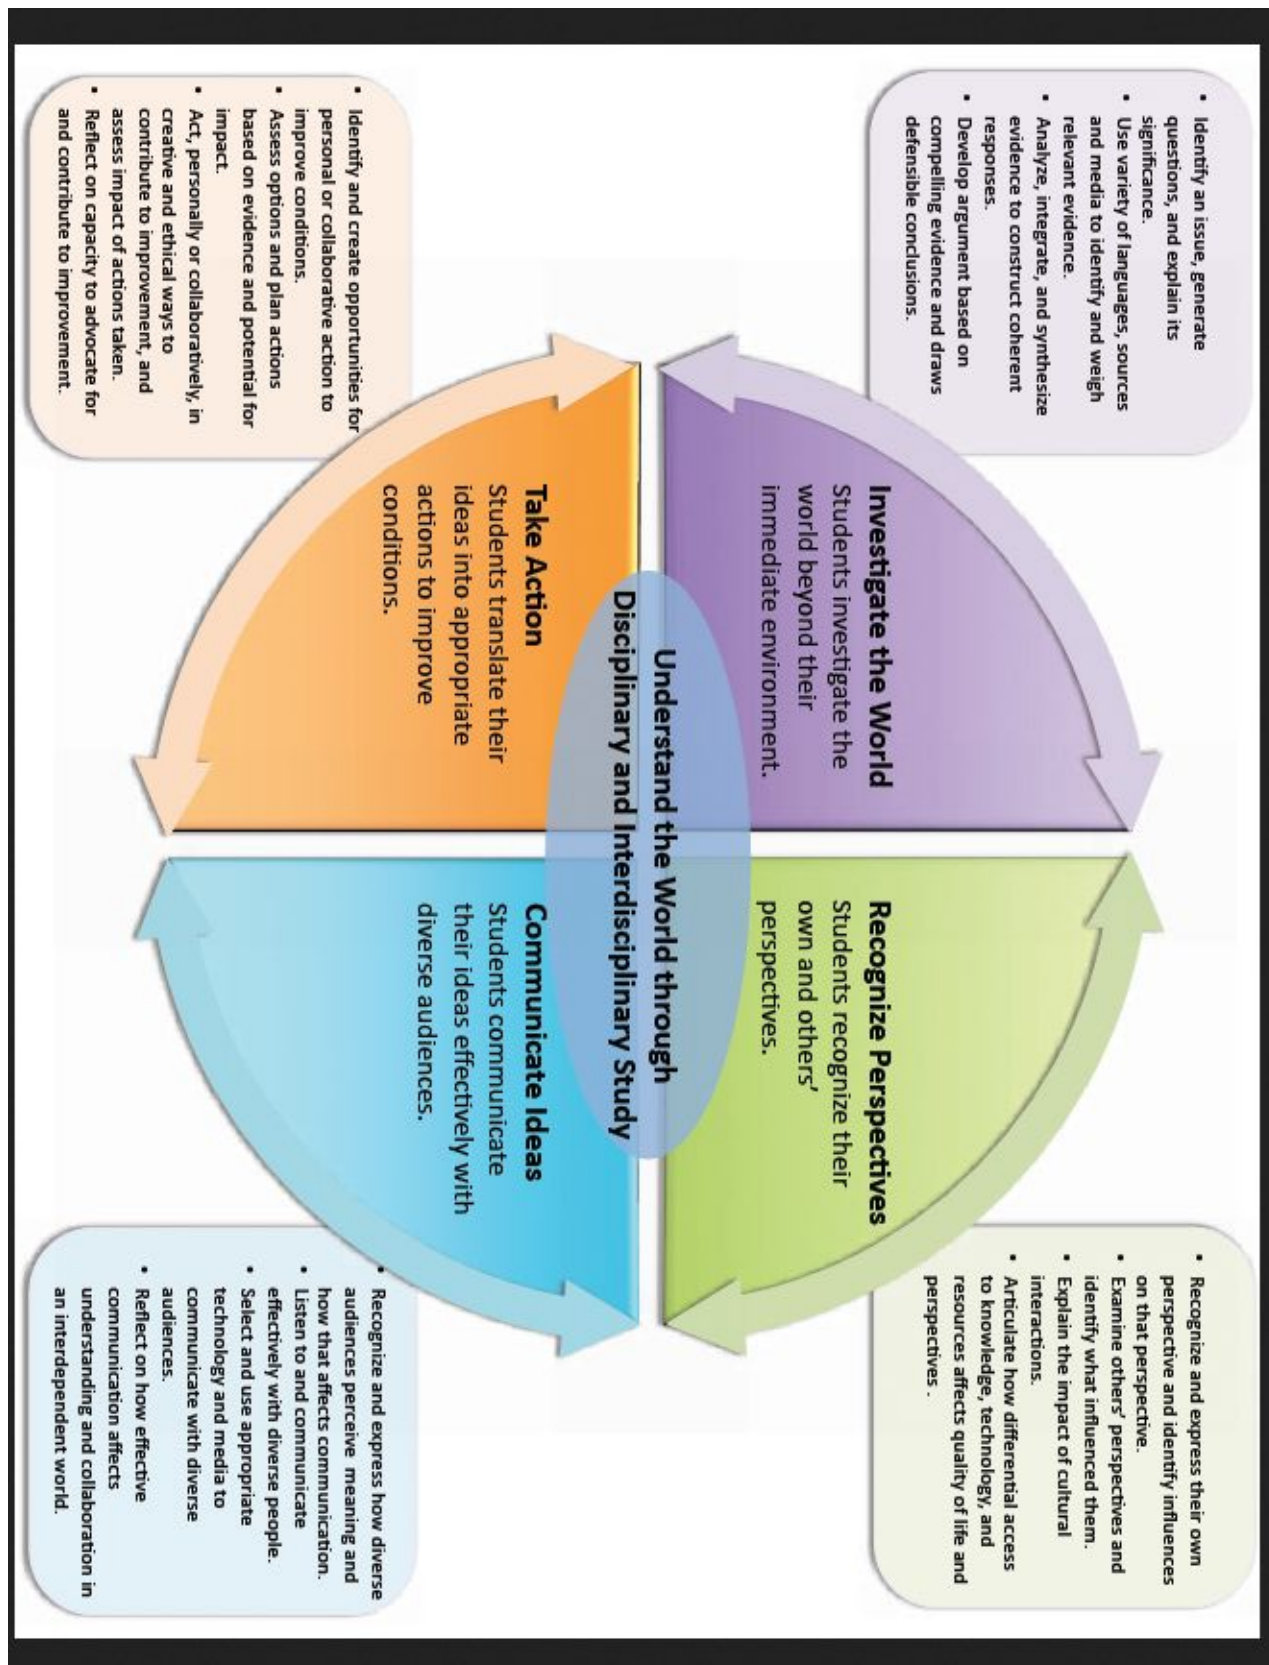 • Identify an issue, generate
questions, and explain its
significance.
• Use variety of languages, sources
and media to identify and weigh
relevant evidence.
• Analyze, integrate, and synthesize
evidence to construct coherent
responses.
• Develop argument based on
compelling evidence and draws
defensible conclusions.
• Recognize and express their own
perspective and identify influences
on that perspective.
• Examine others’ perspectives and
identify what influenced them.
• Explain the impact of cultural
interactions.
• Articulate how differential access
to knowledge, technology, and
resources affects quality of life and
perspectives .
Investigate the World
Students investigate the
world beyond their
immediate environment.
Recognize Perspectives
Students recognize their
own and others’
perspectives.
Understand the World through
Disciplinary and Interdisciplinary Study
Take Action
Students translate their
ideas into appropriate
actions to improve
conditions.
Communicate Ideas
Students communicate
their ideas effectively with
diverse audiences.
• Identify and create opportunities for
personal or collaborative action to
improve conditions.
• Assess options and plan actions
based on evidence and potential for
impact.
• Act, personally or collaboratively, in
creative and ethical ways to
contribute to improvement, and
assess impact of actions taken.
• Reflect on capacity to advocate for
and contribute to improvement.
• Recognize and express how diverse
audiences perceive meaning and
how that affects communication.
• Listen to and communicate
effectively with diverse people.
• Select and use appropriate
technology and media to
communicate with diverse
audiences.
• Reflect on how effective
communication affects
understanding and collaboration in
an interdependent world.